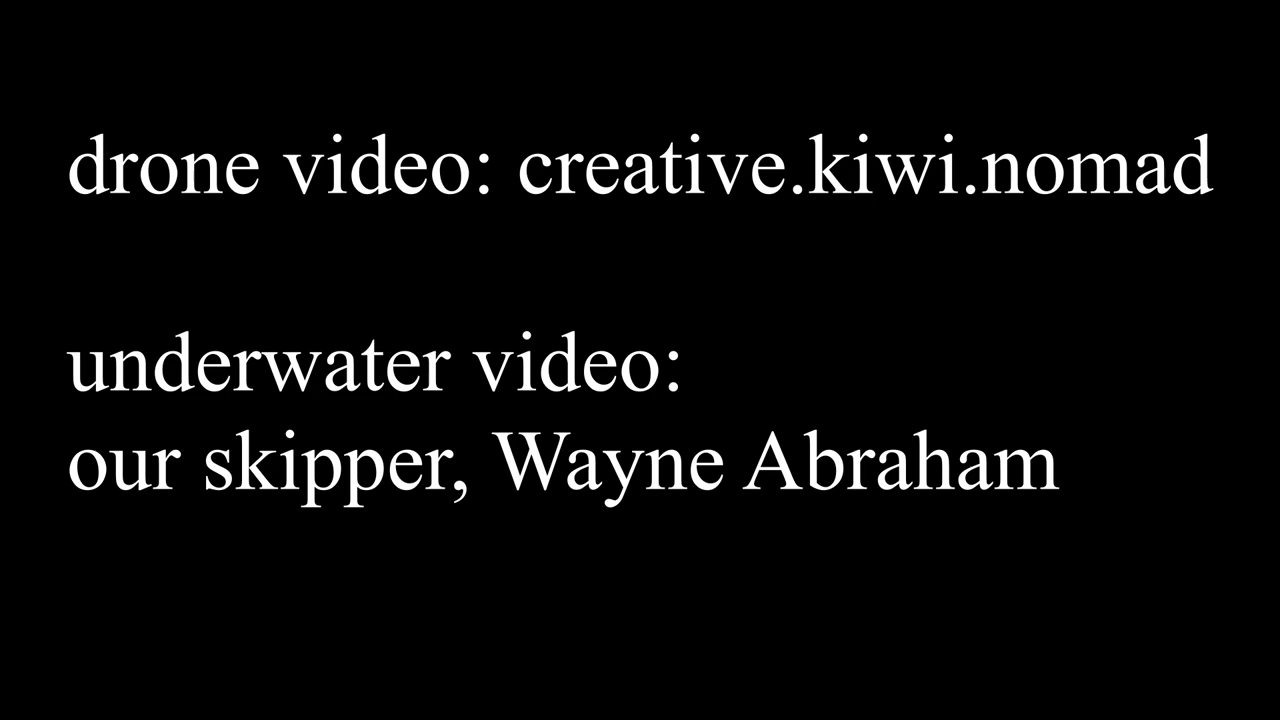 drone video: creative.kiwi.nomad
underwater video:
our skipper, Wayne Abraham